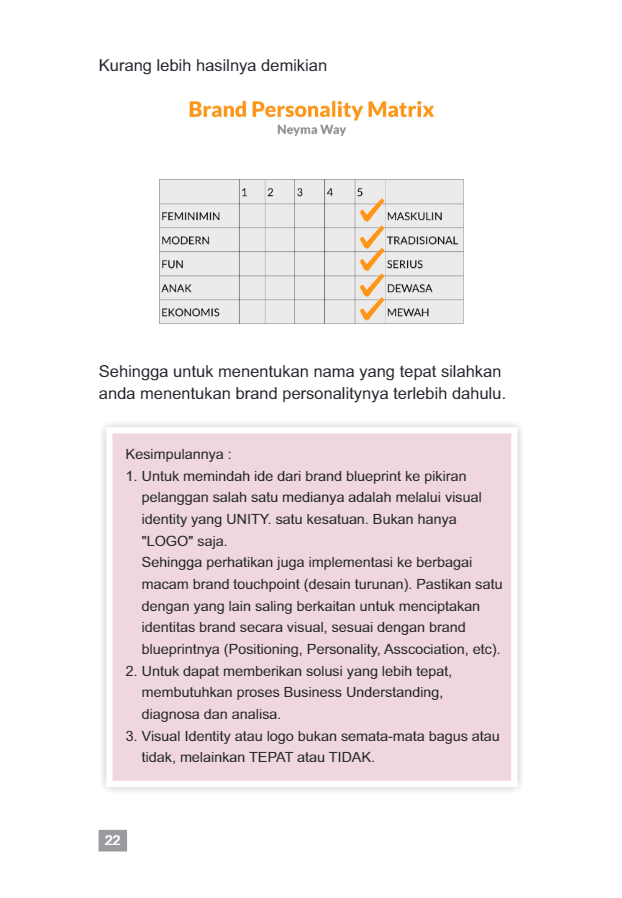 Kurang lebih hasilnya demikian
Brand Personality Matrix
Neyma Way
1 2 3 4 5
FEMINIMIN MASKULIN
MODERN TRADISIONAL
FUN SERIUS
ANAK DEWASA
EKONOMIS MEWAH
Sehingga untuk menentukan nama yang tepat silahkan
anda menentukan brand personalitynya terlebih dahulu.
Kesimpulannya :
1. Untuk memindah ide dari brand blueprint ke pikiran
pelanggan salah satu medianya adalah melalui visual
identity yang UNITY. satu kesatuan. Bukan hanya
"LOGO" saja.
Sehingga perhatikan juga implementasi ke berbagai
macam brand touchpoint (desain turunan). Pastikan satu
dengan yang lain saling berkaitan untuk menciptakan
identitas brand secara visual, sesuai dengan brand
blueprintnya (Positioning, Personality, Asscociation, etc).
2. Untuk dapat memberikan solusi yang lebih tepat,
membutuhkan proses Business Understanding,
diagnosa dan analisa.
3. Visual Identity atau logo bukan semata-mata bagus atau
tidak, melainkan TEPAT atau TIDAK.
22